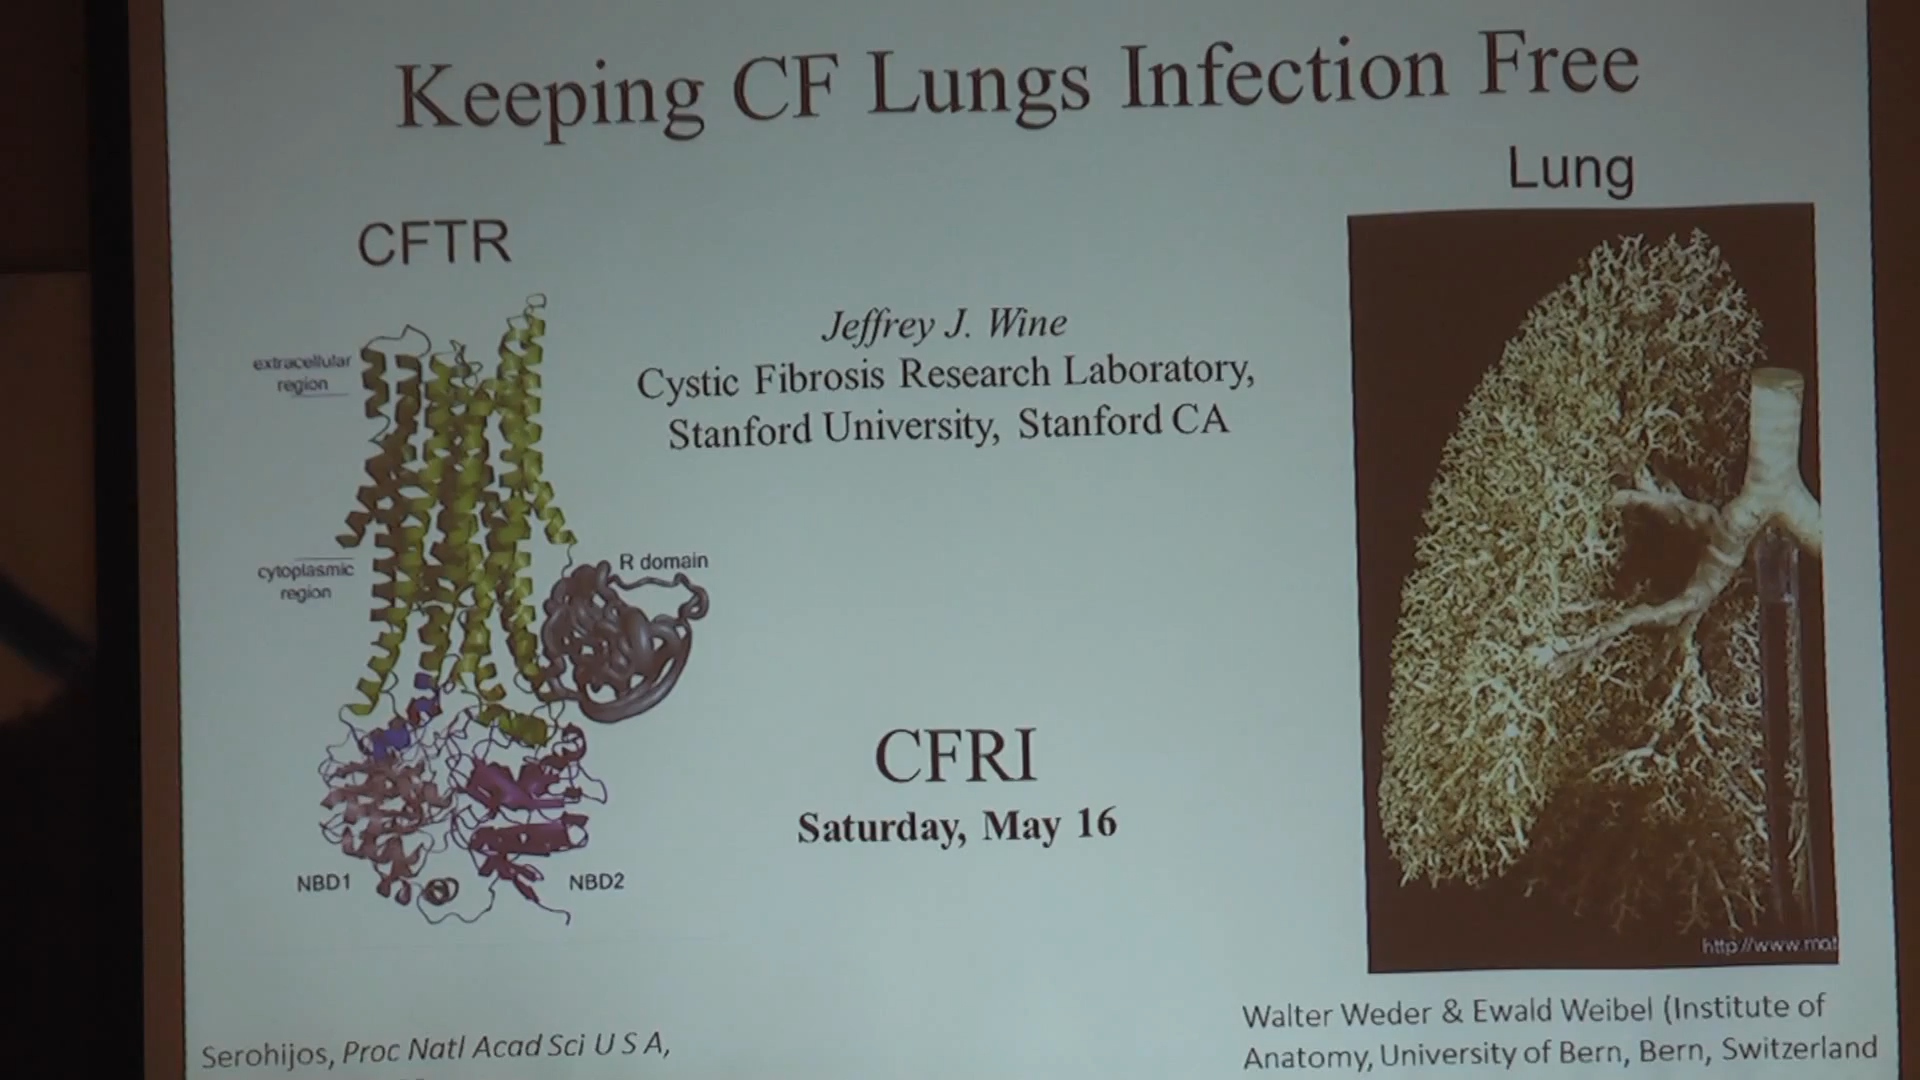 Keeping CF Lungs Infection Free
Lung
CFTR
Jeffrey J. Wine
Cystic Fibrosis Research Laboratory,
Stanford University, Stanford CA
extracellular
region
R domain
cytoplasmic
region
CFRI
Saturday, May 16
NBD1
NBD2
http://www.mat
Walter Weder & Ewald Weibel (Institute of
Anatomy, University of Bern, Bern, Switzerland
Serohijos, Proc Natl Acad Sci U S A,